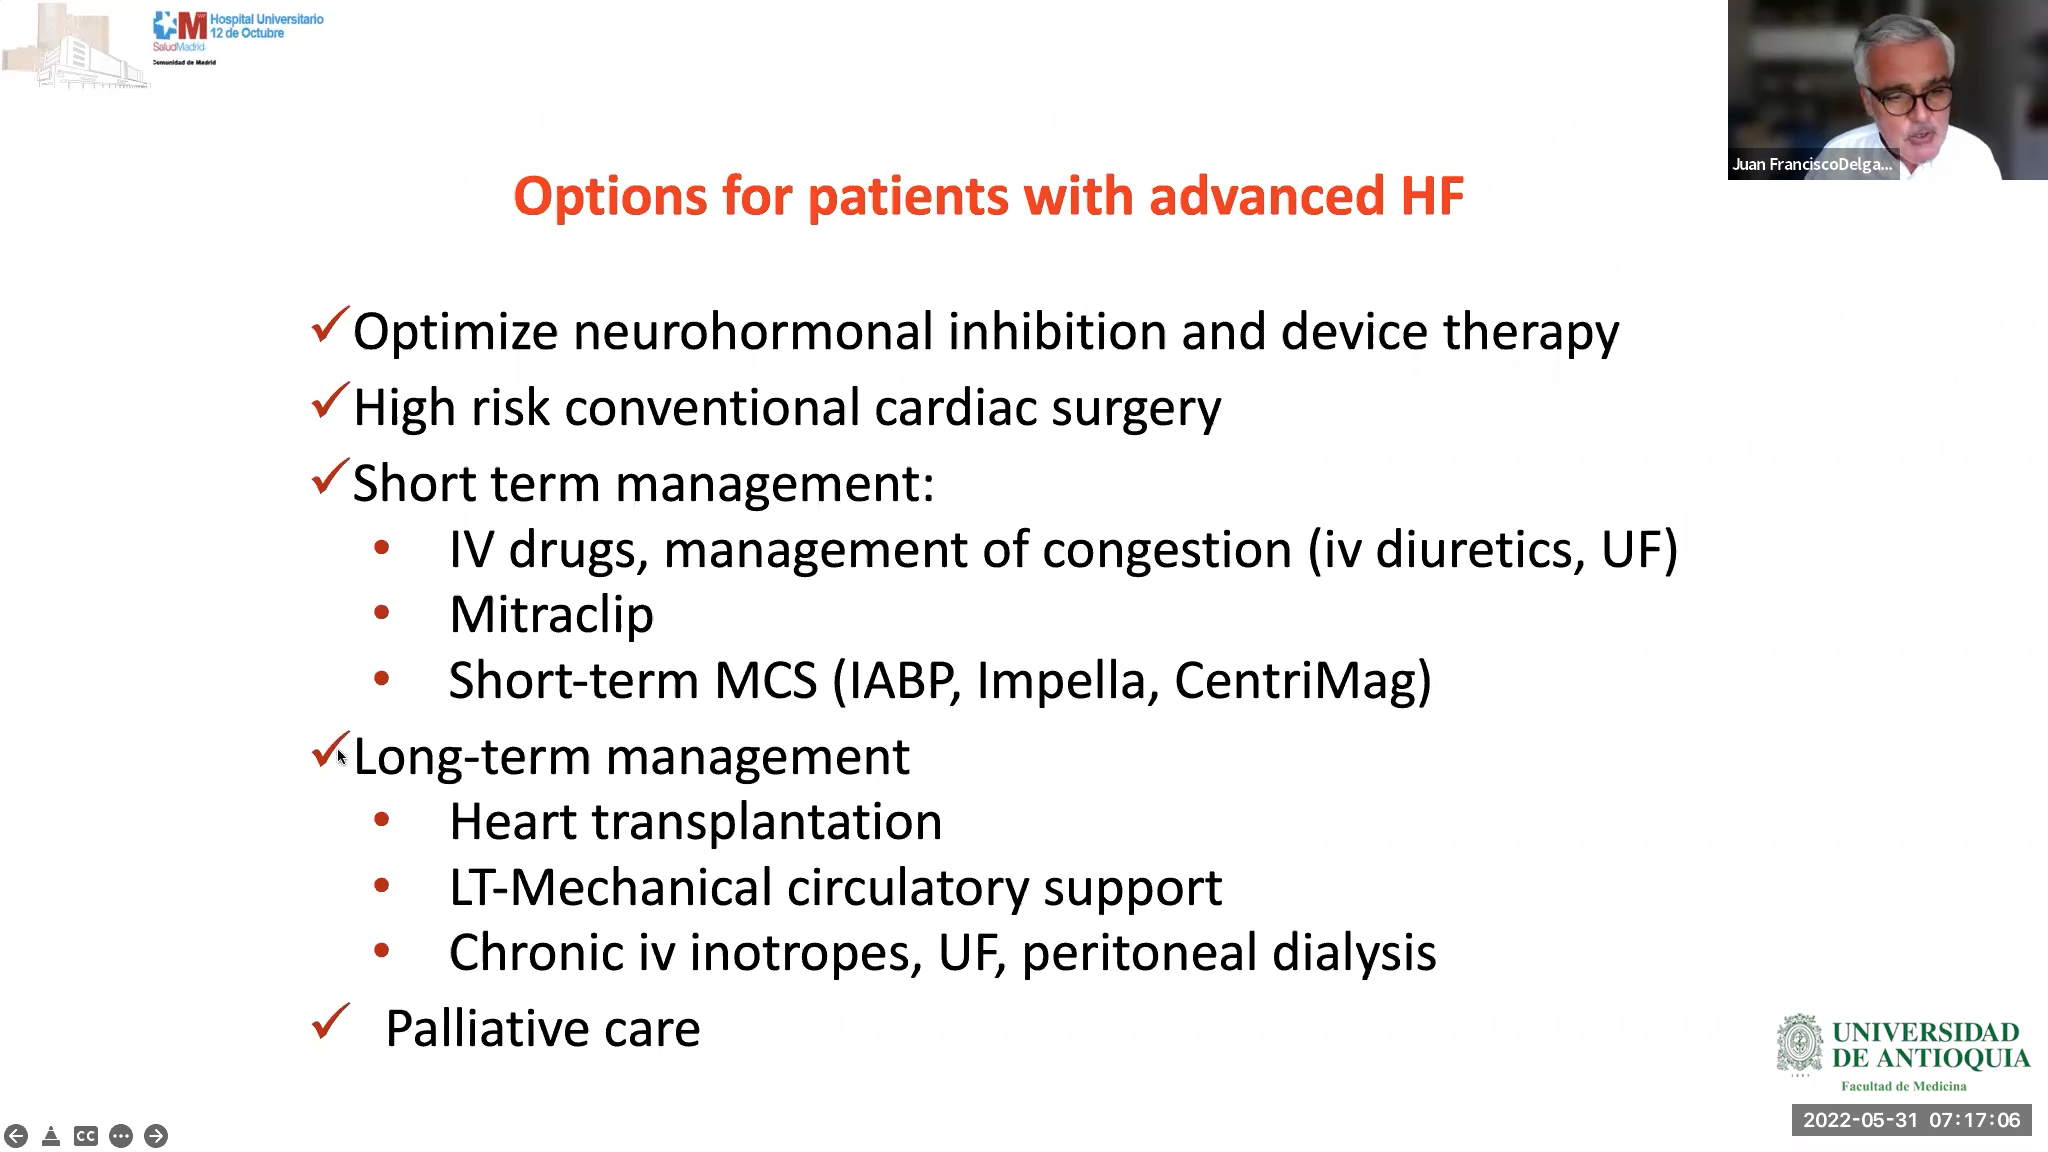 Hospital Universitario
12 de Octubre
SaludMadrid
Comunidad de Madrid
Juan FranciscoDelga...
Options for patients with advanced HF
✓Optimize neurohormonal inhibition and device therapy
✓High risk conventional cardiac surgery
✓Short term management:
• IV drugs, management of congestion (iv diuretics, UF)
• Mitraclip
• Short-term MCS (IABP, Impella, CentriMag)
✓Long-term management
• Heart transplantation
• LT-Mechanical circulatory support
• Chronic iv inotropes, UF, peritoneal dialysis
✓ Palliative care
UNIVERSIDAD
DE ANTIOQUIA
1803
Facultad de Medicina
2022-05-31 07:17:06
CC